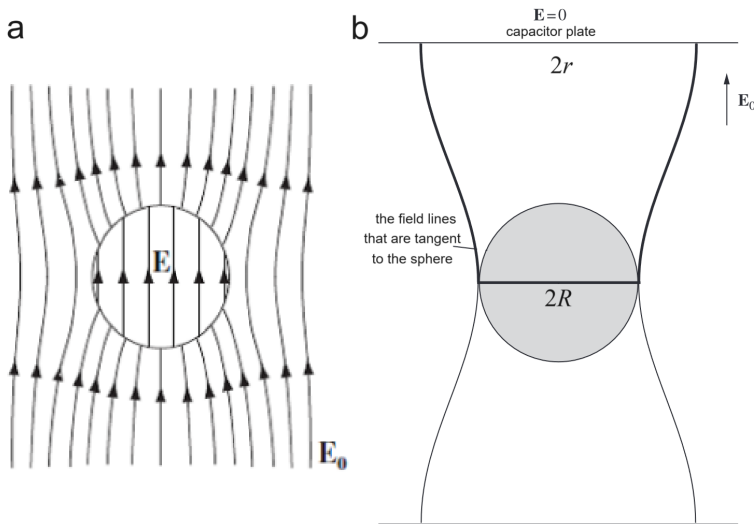 a
E
E₀
b
E=0
capacitor plate
2r
E₀
the field lines
that are tangent
to the sphere
2R